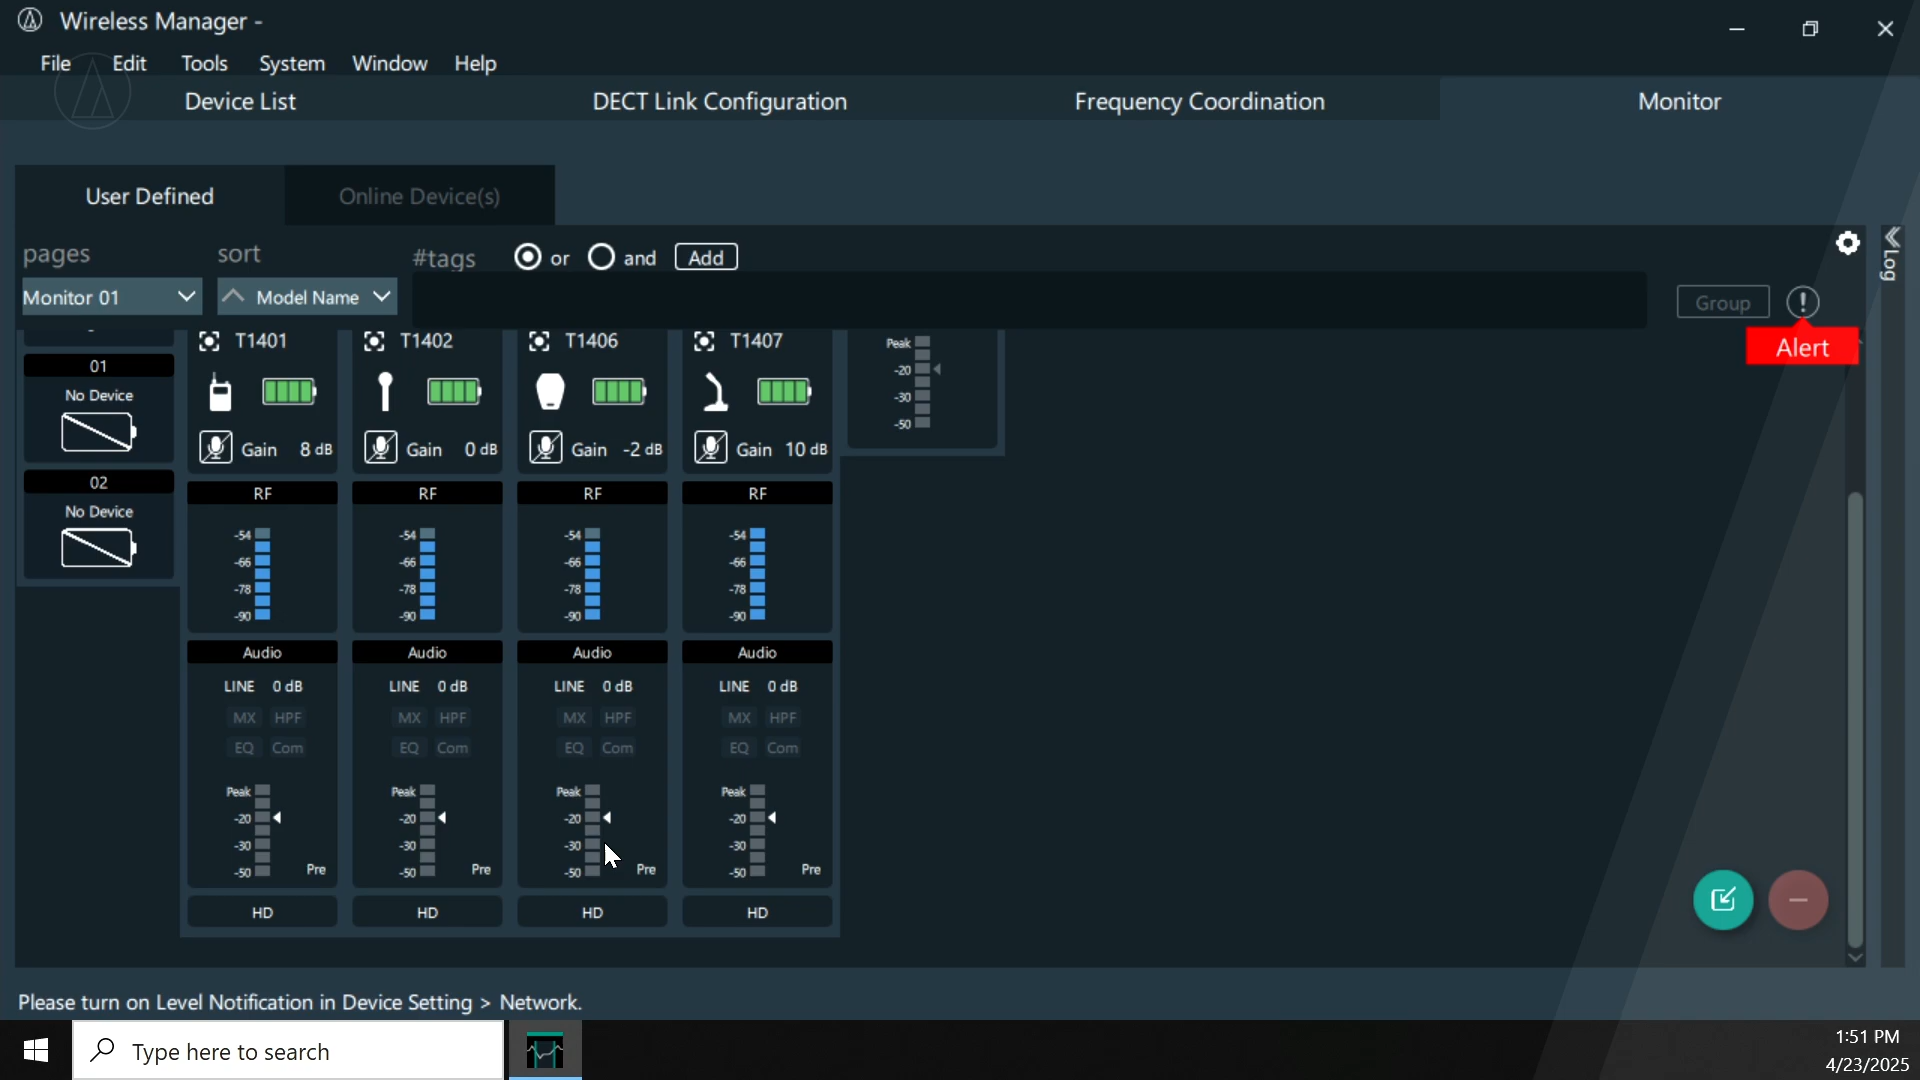 Wireless Manager -
File Edit Tools System Window Help
Device List DECT Link Configuration Frequency Coordination Monitor
User Defined Online Device(s)
pages sort #tags or and Add
Monitor 01 Model Name Group
Alert
Log
T1401 T1402 T1406 T1407
Peak
-20
-30
-50
01
No Device
02
No Device
Gain 8 dB Gain 0 dB Gain -2 dB Gain 10 dB
RF RF RF RF
-54 -54 -54 -54
-66 -66 -66 -66
-78 -78 -78 -78
-90 -90 -90 -90
Audio Audio Audio Audio
LINE 0 dB LINE 0 dB LINE 0 dB LINE 0 dB
MX HPF MX HPF MX HPF MX HPF
EQ Com EQ Com EQ Com EQ Com
Peak Peak Peak Peak
-20 -20 -20 -20
-30 -30 -30 -30
-50 Pre -50 Pre -50 Pre -50 Pre
HD HD HD HD
Please turn on Level Notification in Device Setting > Network.
Type here to search
1:51 PM
4/23/2025